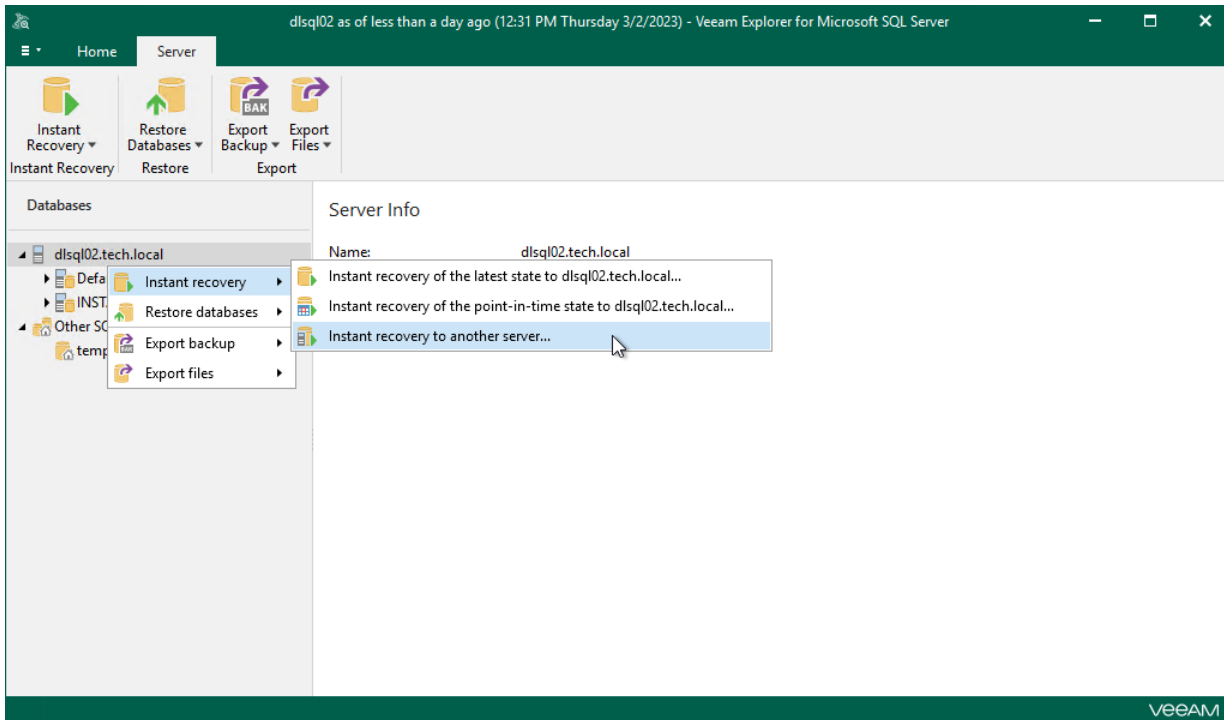 dlsql02 as of less than a day ago (12:31 PM Thursday 3/2/2023) - Veeam Explorer for Microsoft SQL Server
Home Server
Instant Recovery
Restore Databases
Export Backup
BAK
Export Files
Instant Recovery Restore Export
Databases
Server Info
dlsql02.tech.local
Name: dlsql02.tech.local
Defa
INST
Other SC
temp
Instant recovery
Restore databases
Export backup
Export files
Instant recovery of the latest state to dlsql02.tech.local...
Instant recovery of the point-in-time state to dlsql02.tech.local...
Instant recovery to another server...
veeam